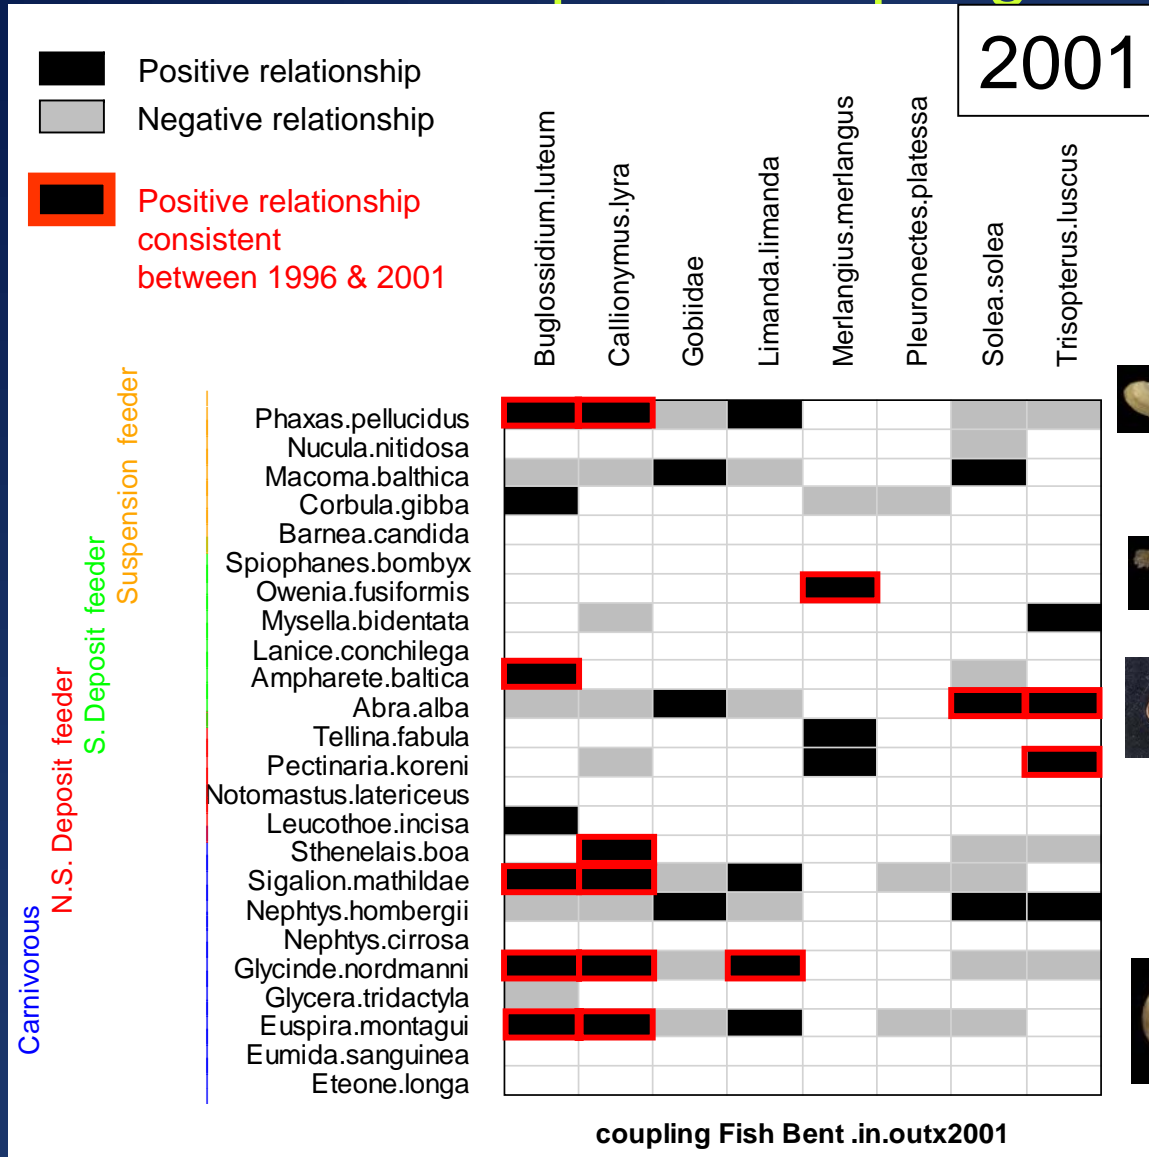 2001
Positive relationship
Negative relationship
Positive relationship
consistent
between 1996 & 2001
Buglossidium.luteum
Callionymus.lyra
Gobiidae
Limanda.limanda
Merlangius.merlangus
Pleuronectes.platessa
Solea.solea
Trisopterus.luscus
Suspension feeder
S. Deposit feeder
N.S. Deposit feeder
Carnivorous
Phaxas.pellucidus
Nucula.nitidosa
Macoma.balthica
Corbula.gibba
Barnea.candida
Spiophanes.bombyx
Owenia.fusiformis
Mysella.bidentata
Lanice.conchilega
Ampharete.baltica
Abra.alba
Tellina.fabula
Pectinaria.koreni
Notomastus.latericeus
Leucothoe.incisa
Sthenelais.boa
Sigalion.mathildae
Nephtys.hombergii
Nephtys.cirrosa
Glycinde.nordmanni
Glycera.tridactyla
Euspira.montagui
Eumida.sanguinea
Eteone.longa
coupling Fish Bent .in.outx2001